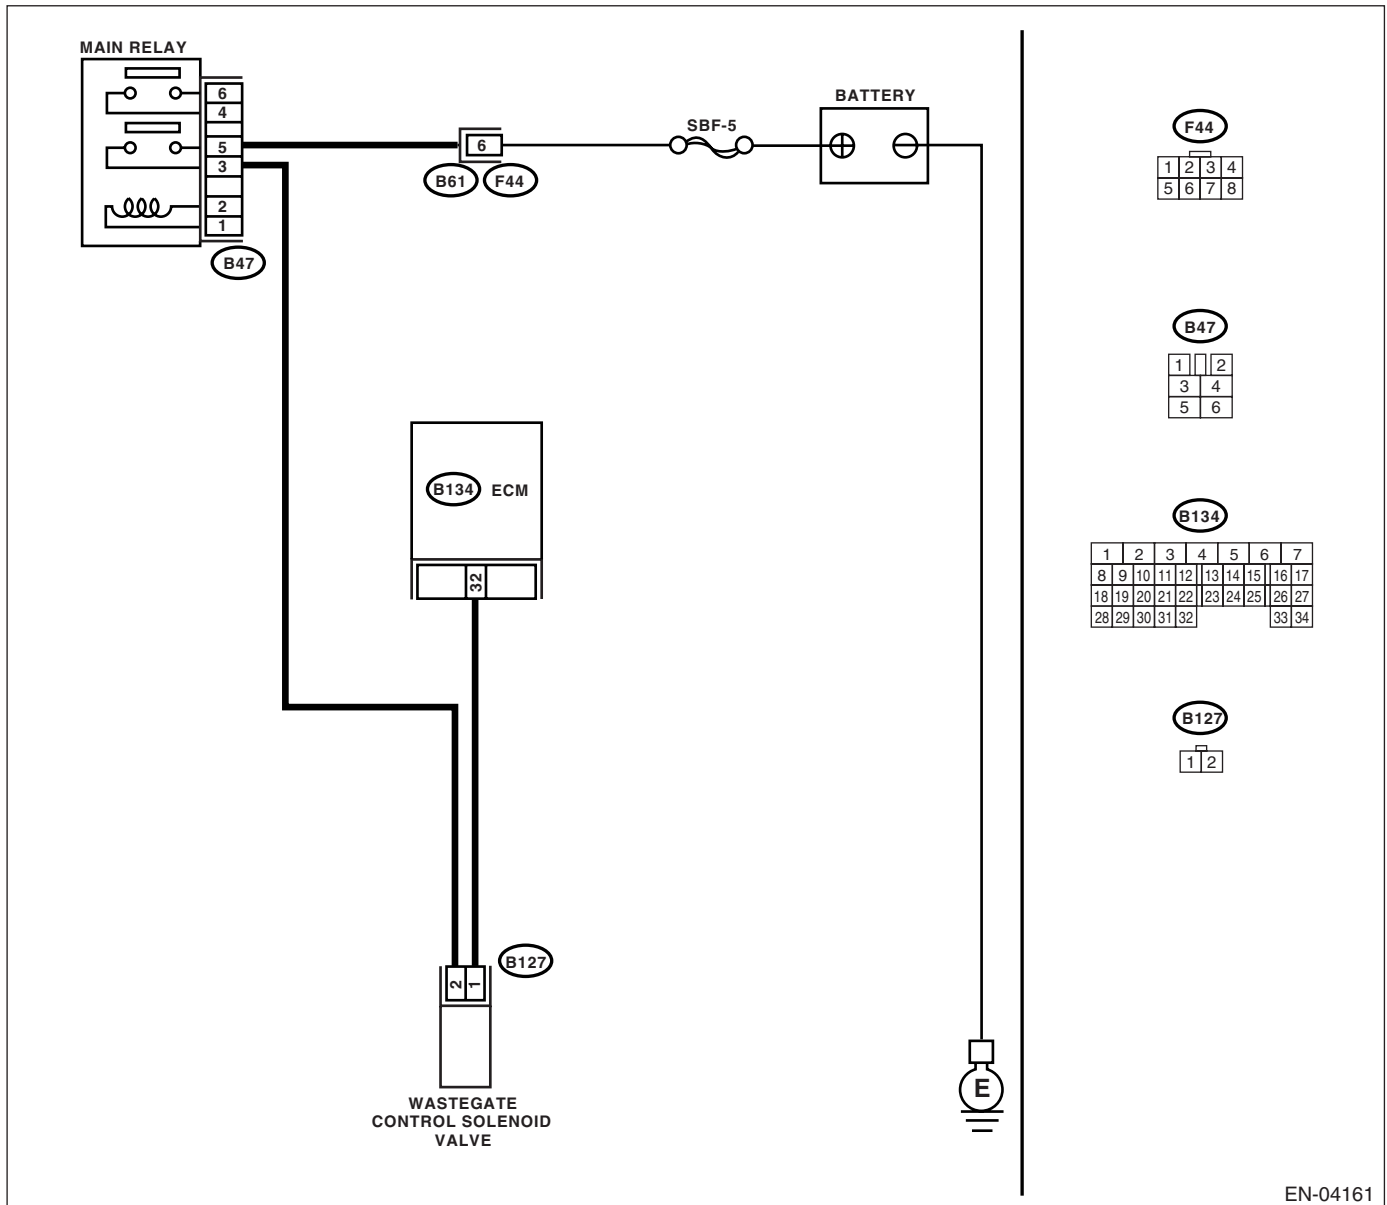 MAIN RELAY
6
4
5
3
2
1
B47
6
B61 F44
SBF-5
BATTERY
B134 ECM
32
B127
2 1
WASTEGATE
CONTROL SOLENOID
VALVE
E
F44
1 2 3 4
5 6 7 8
B47
1 2
3 4
5 6
B134
1 2 3 4 5 6 7
8 9 10 11 12 13 14 15 16 17
18 19 20 21 22 23 24 25 26 27
28 29 30 31 32 33 34
B127
1 2
EN-04161